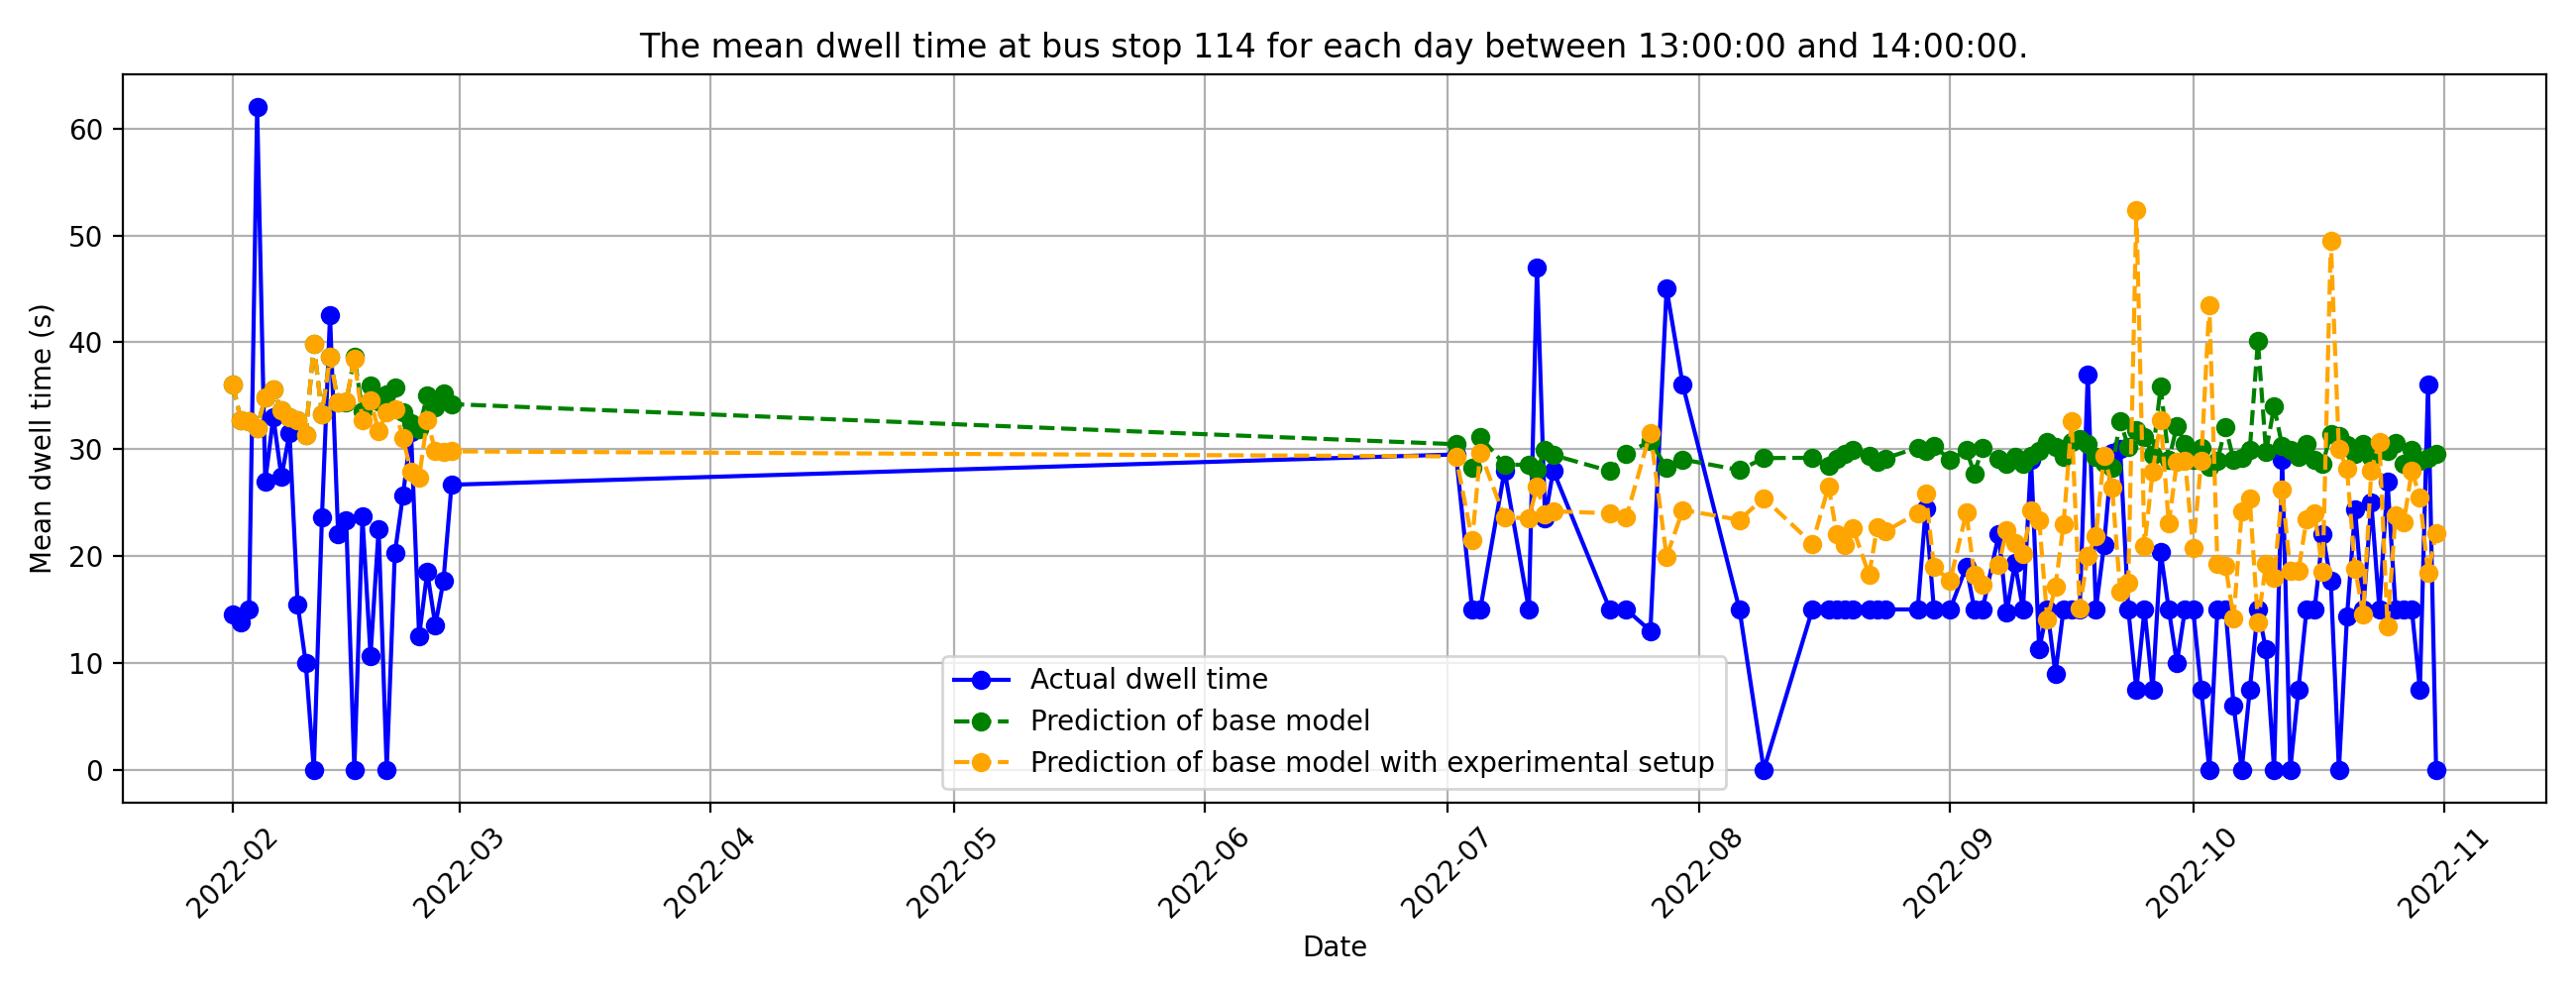 The mean dwell time at bus stop 114 for each day between 13:00:00 and 14:00:00.
Mean dwell time (s)
60
50
40
30
20
10
0
Actual dwell time
Prediction of base model
Prediction of base model with experimental setup
2022-02
2022-03
2022-04
2022-05
2022-06
2022-07
2022-08
2022-09
2022-10
2022-11
Date